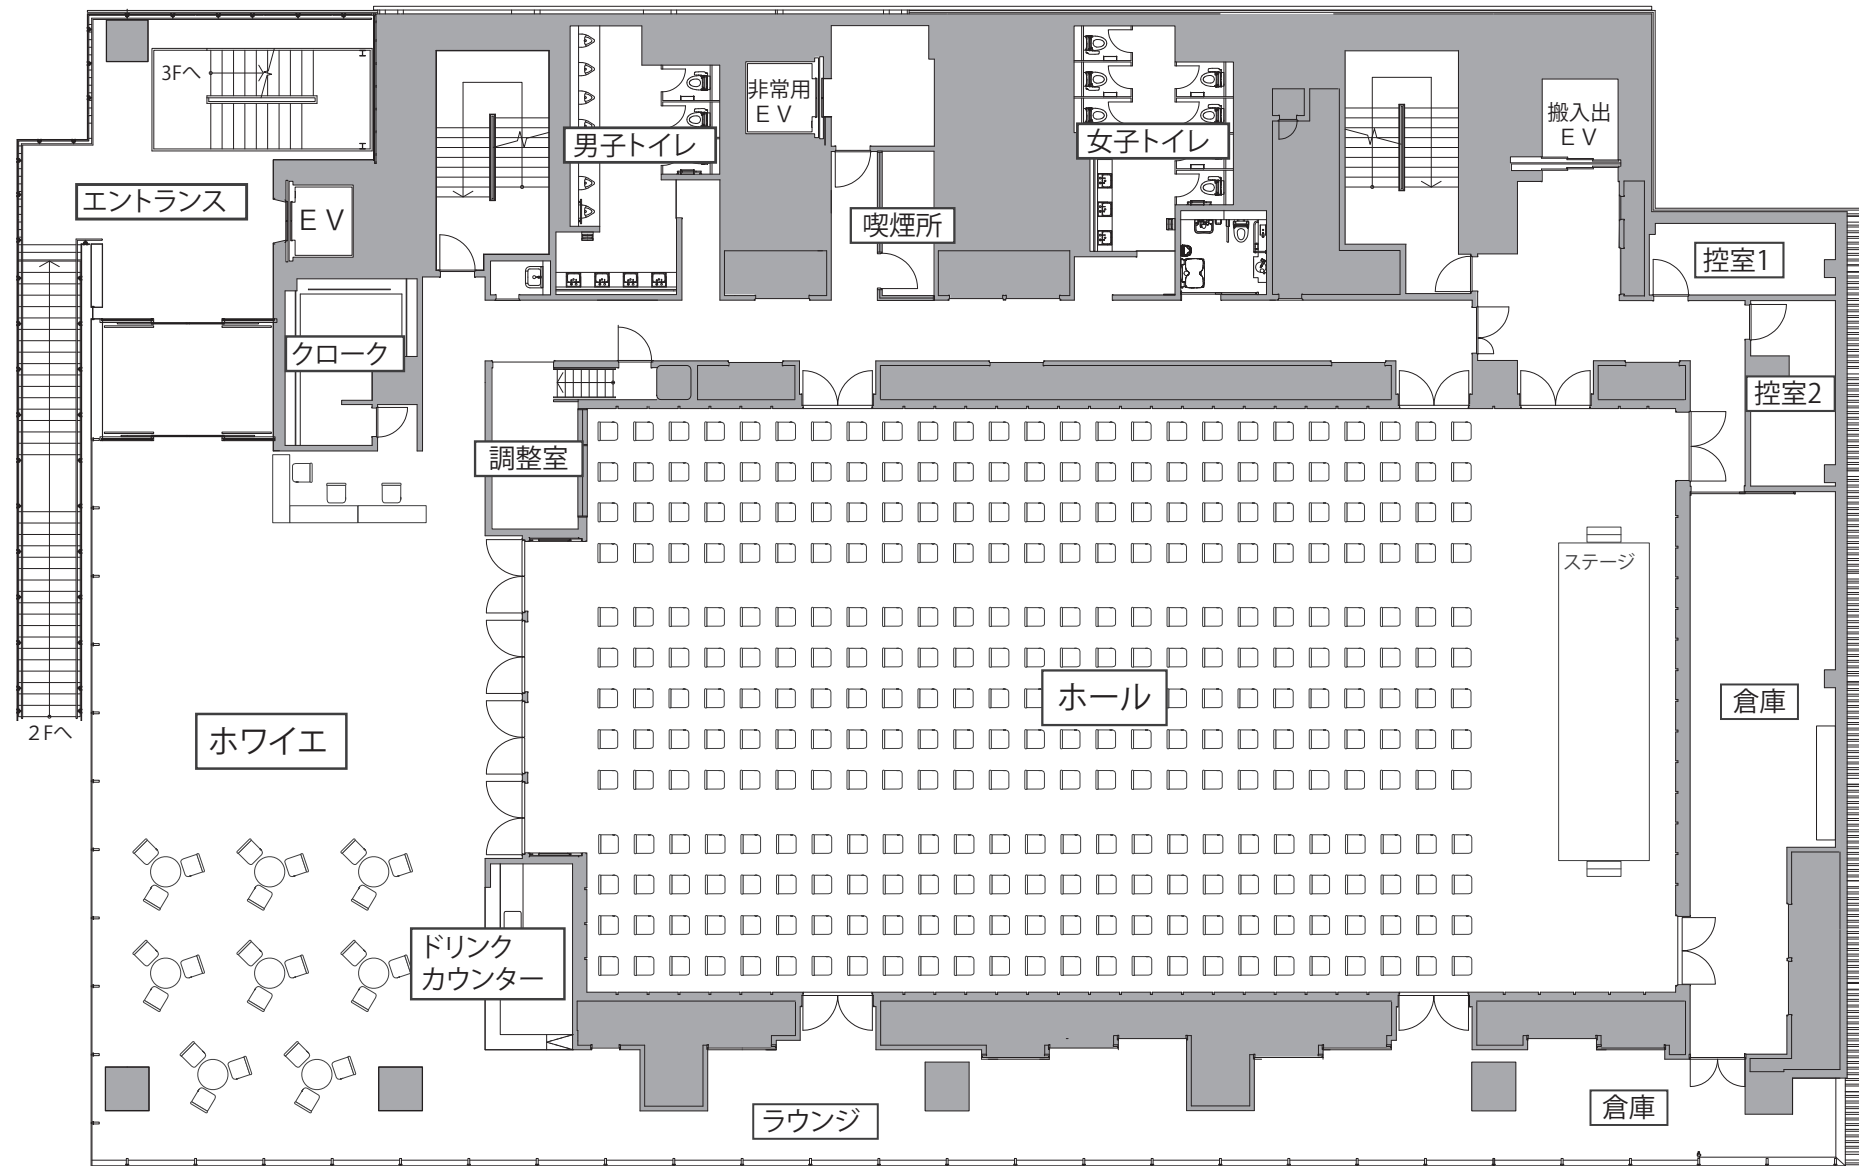 3Fへ
非常用
ＥＶ
搬入出
ＥＶ
男子トイレ
女子トイレ
エントランス
ＥＶ
喫煙所
控室1
クローク
控室2
調整室
ステージ
ホール
倉庫
2Fへ
ホワイエ
ドリンク
カウンター
ラウンジ
倉庫